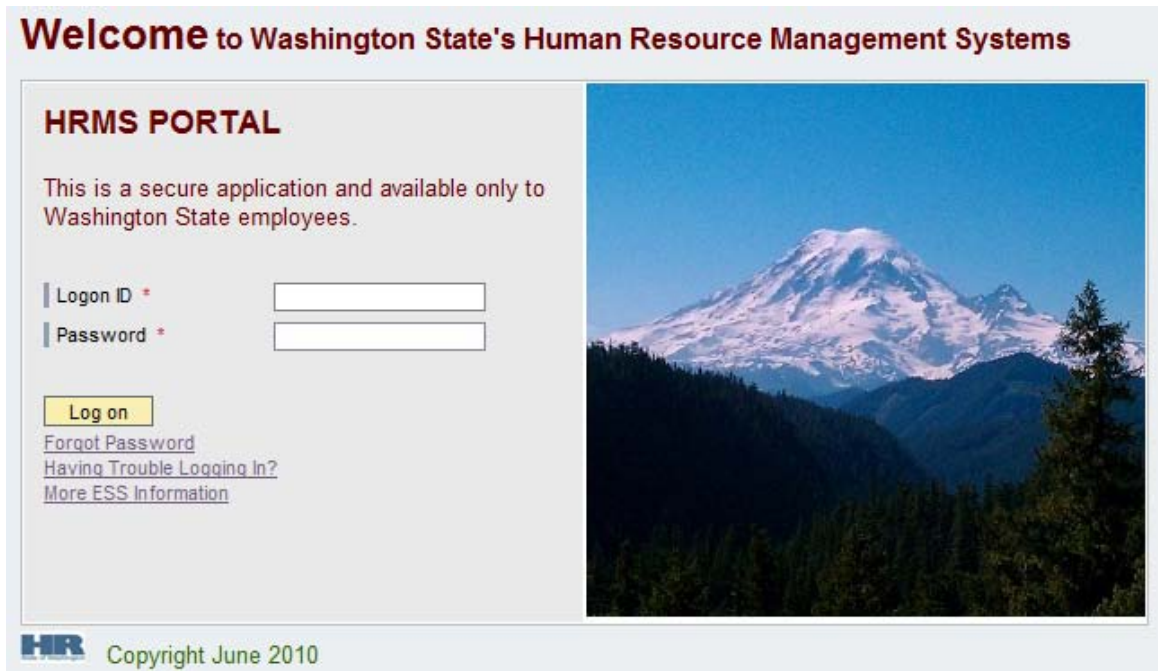 Welcome to Washington State's Human Resource Management Systems
HRMS PORTAL
This is a secure application and available only to
Washington State employees.
Logon ID *
Password *
Log on
Forgot Password
Having Trouble Logging In?
More ESS Information
HR
Copyright June 2010